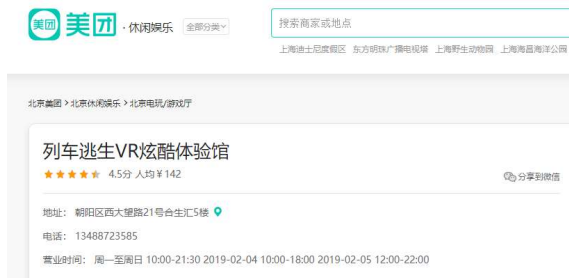 美团 美团 · 休闲娱乐 全部分类
搜索商家或地点
上海迪士尼度假区 东方明珠广播电视塔 上海野生动物园 上海海昌海洋公园
北京美团 > 北京休闲娱乐 > 北京电玩/游戏厅
列车逃生VR炫酷体验馆
4.5分 人均¥142
分享到微信
地址: 朝阳区西大望路21号合生汇5楼
电话: 13488723585
营业时间: 周一至周日 10:00-21:30 2019-02-04 10:00-18:00 2019-02-05 12:00-22:00